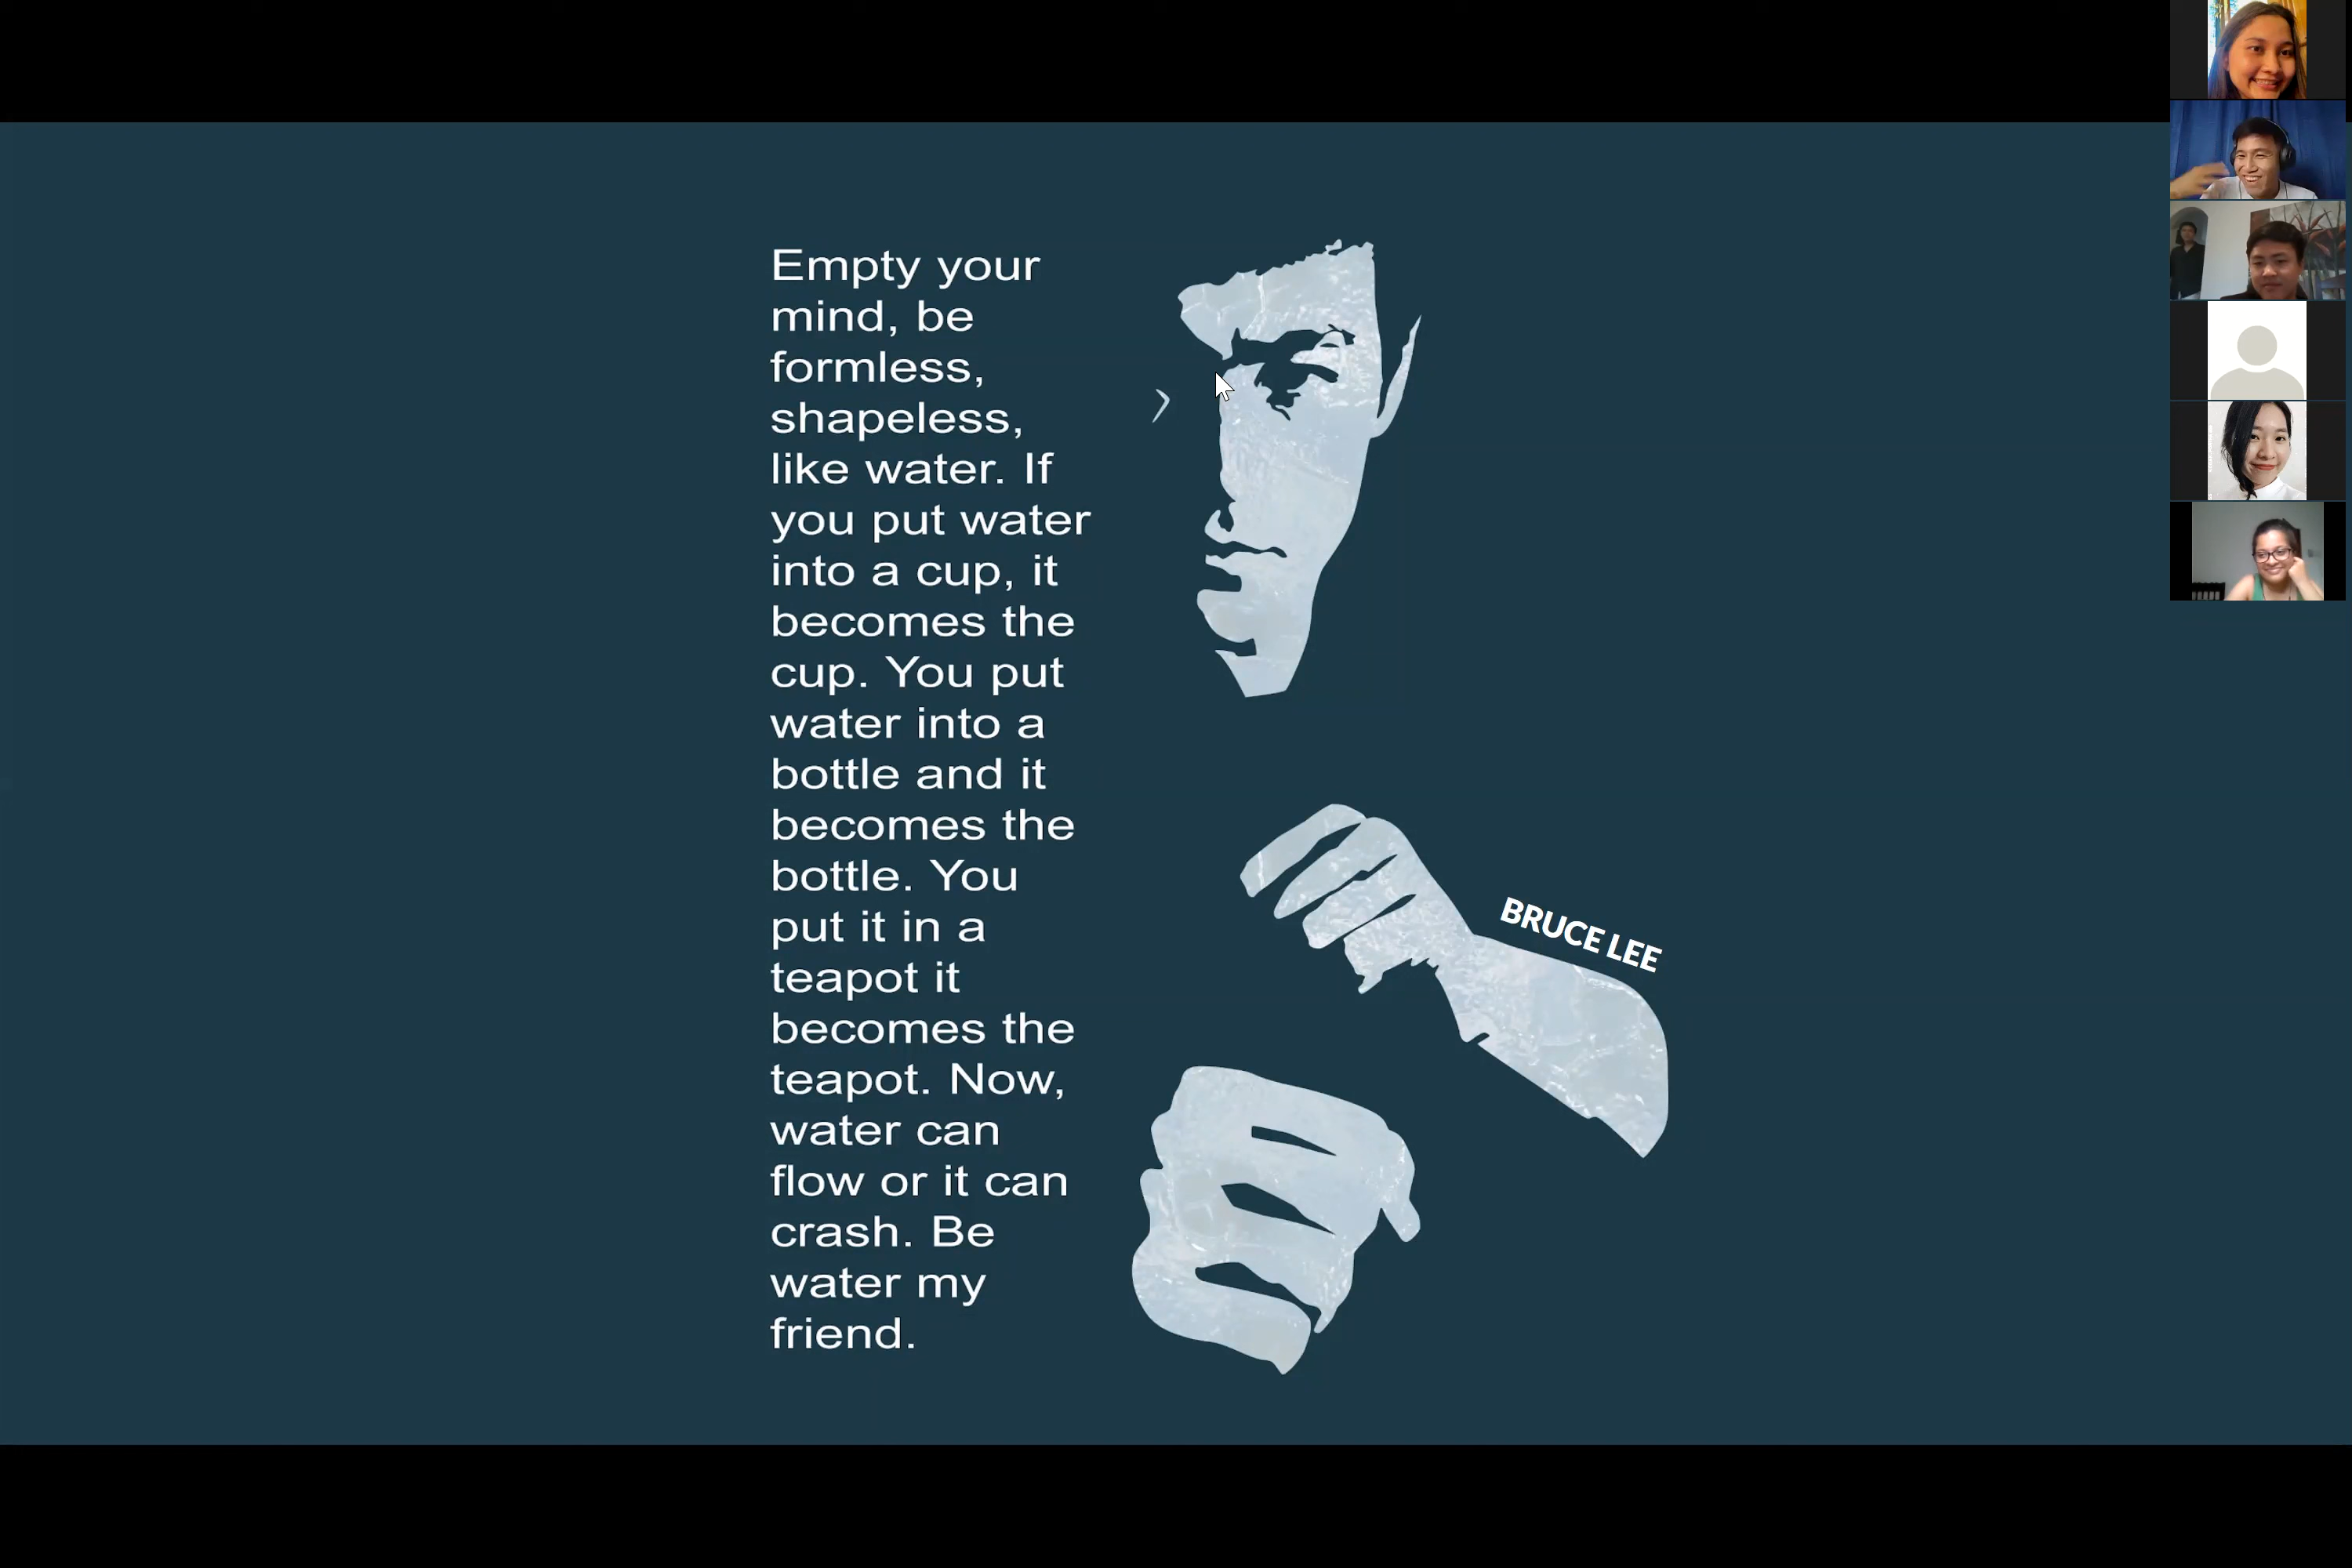 Empty your
mind, be
formless,
shapeless,
like water. If
you put water
into a cup, it
becomes the
cup. You put
water into a
bottle and it
becomes the
bottle. You
put it in a
teapot it
becomes the
teapot. Now,
water can
flow or it can
crash. Be
water my
friend.
BRUCE LEE